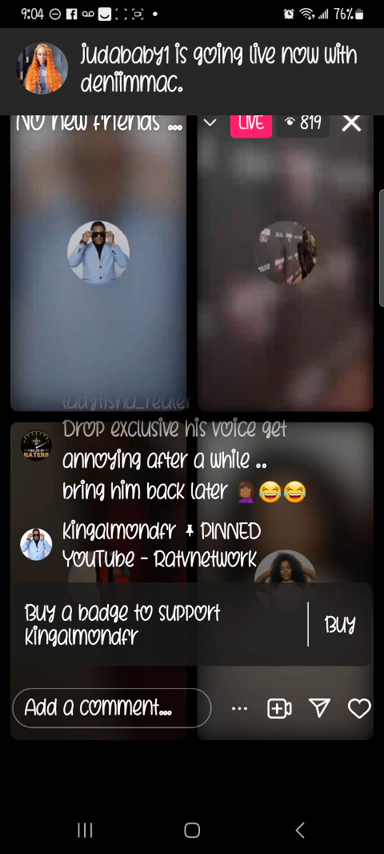 9:04
76%
judababy1 is going live now with
deniimmac.
No new friends ...
LIVE
819
ladytisha_realer
Drop exclusive his voice get
annoying after a while ..
bring him back later
HATERS
Kingalmondfr PINNED
YouTube - Ratvnetwork
Buy a badge to support
kingalmondfr
Buy
Add a comment...